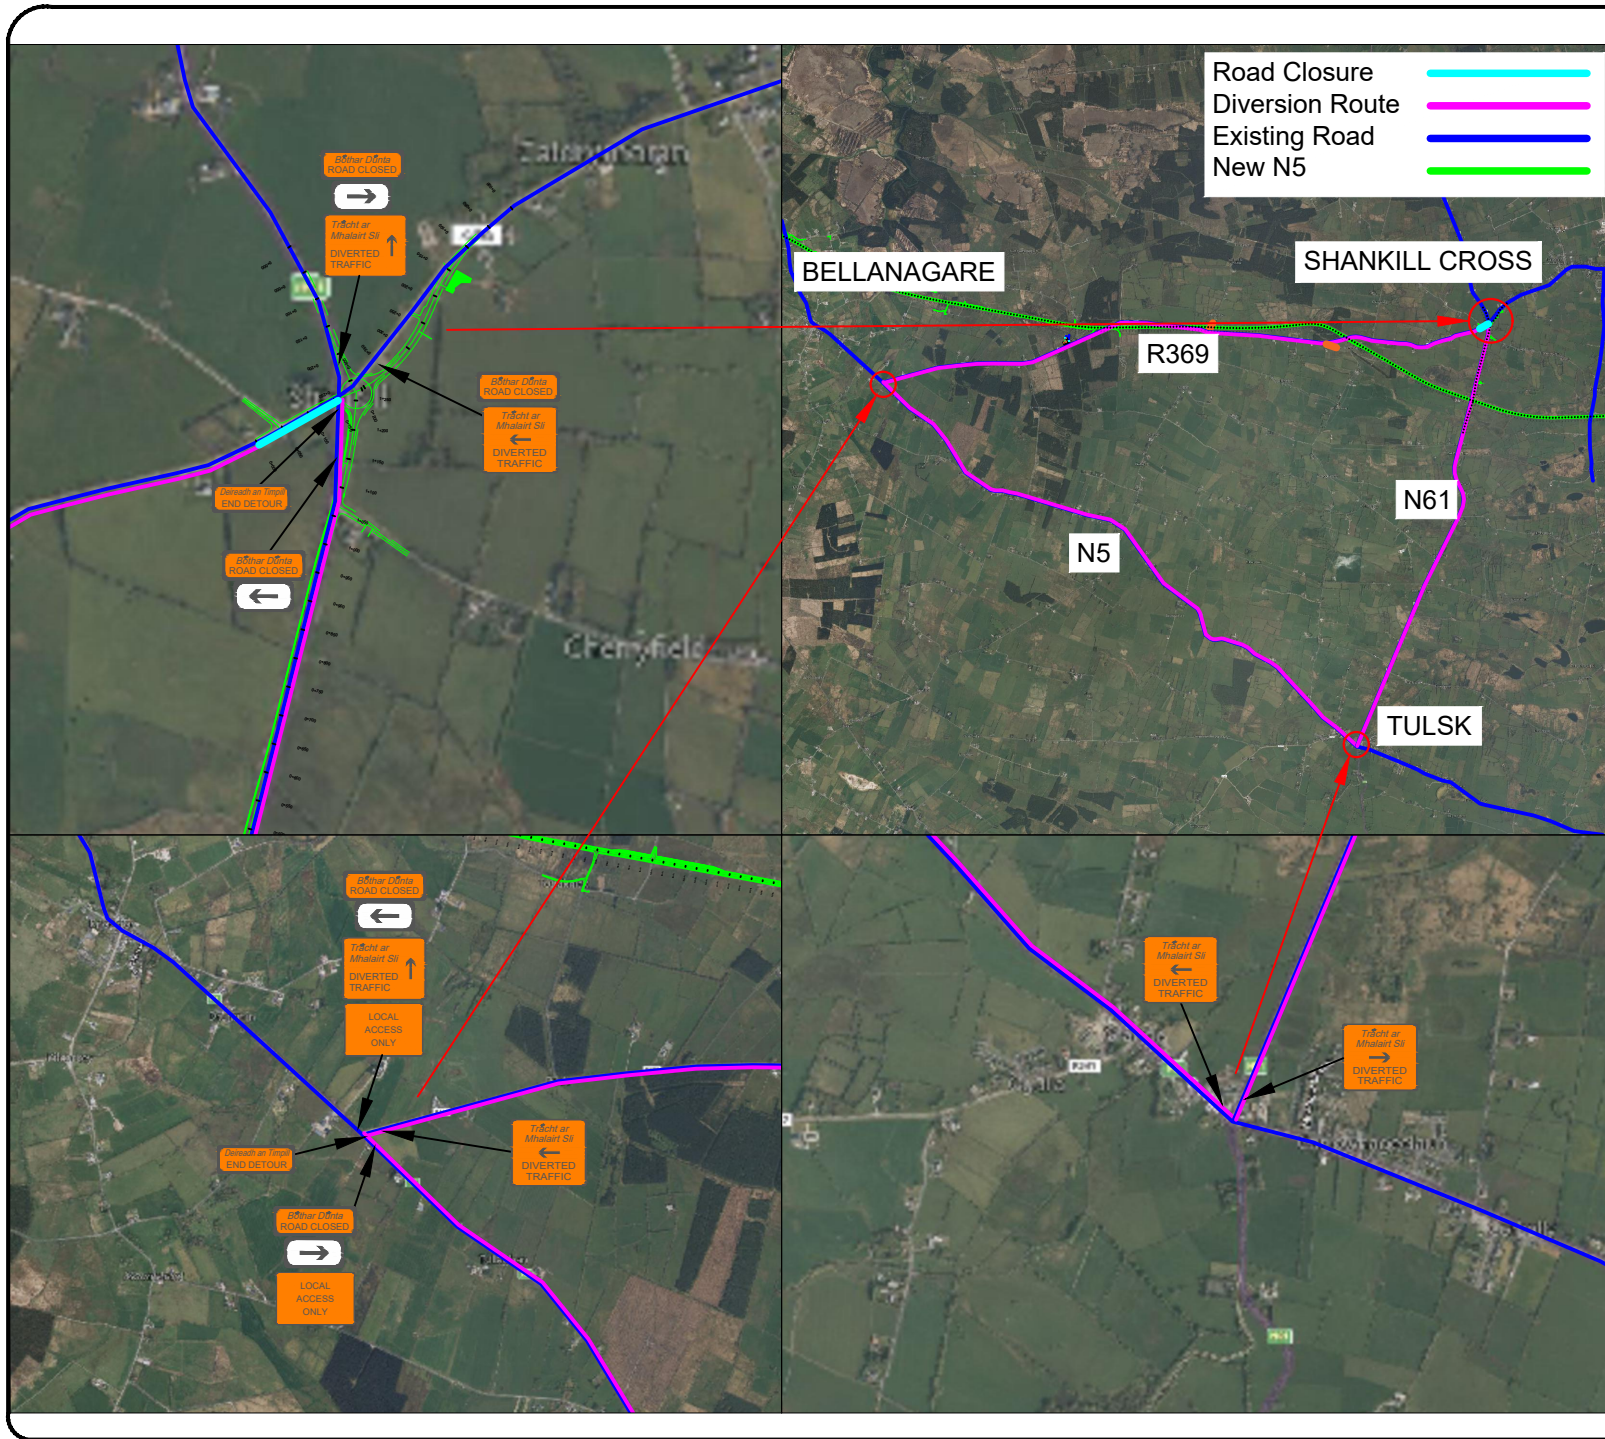 Road Closure
Diversion Route
Existing Road
New N5
BELLANAGARE
SHANKILL CROSS
R369
N61
N5
TULSK
Bóthar Dúnta
ROAD CLOSED
Trácht ar
Mhalairt Slí
DIVERTED
TRAFFIC
Bóthar Dúnta
ROAD CLOSED
Trácht ar
Mhalairt Slí
DIVERTED
TRAFFIC
Deireadh an Timpill
END DETOUR
Bóthar Dúnta
ROAD CLOSED
Cherryfield
Bóthar Dúnta
ROAD CLOSED
Trácht ar
Mhalairt Slí
DIVERTED
TRAFFIC
LOCAL
ACCESS
ONLY
Deireadh an Timpill
END DETOUR
Trácht ar
Mhalairt Slí
DIVERTED
TRAFFIC
Bóthar Dúnta
ROAD CLOSED
LOCAL
ACCESS
ONLY
Trácht ar
Mhalairt Slí
DIVERTED
TRAFFIC
Trácht ar
Mhalairt Slí
DIVERTED
TRAFFIC